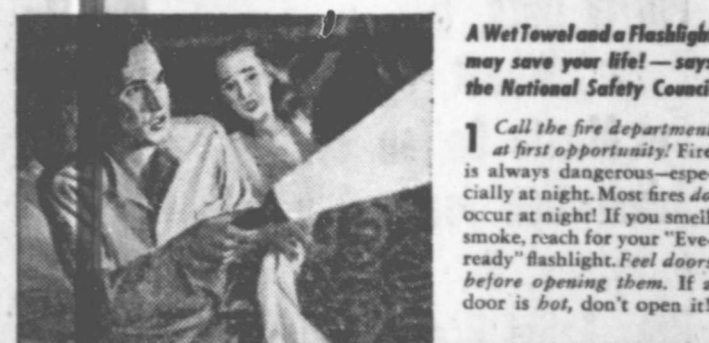 A Wet Towel and a Flashligh
may save your life! — says
the National Safety Counci
1 Call the fire department
at first opportunity! Fire
is always dangerous—espe-
cially at night. Most fires do
occur at night! If you smell
smoke, reach for your "Eve-
ready" flashlight. Feel doors
before opening them. If a
door is hot, don't open it!